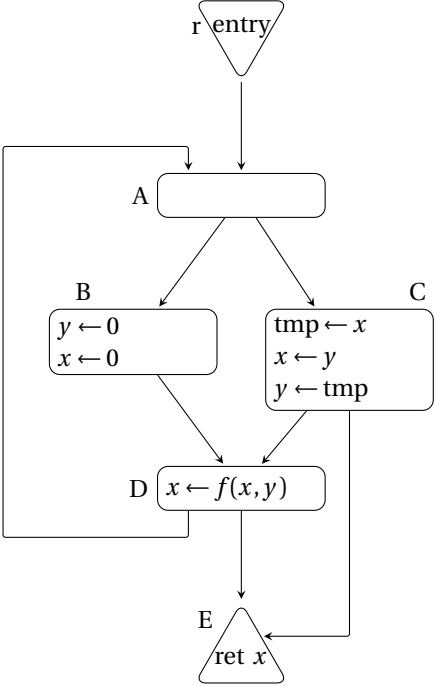 r entry
A
B
y ← 0
x ← 0
C
tmp ← x
x ← y
y ← tmp
D
x ← f(x, y)
E
ret x